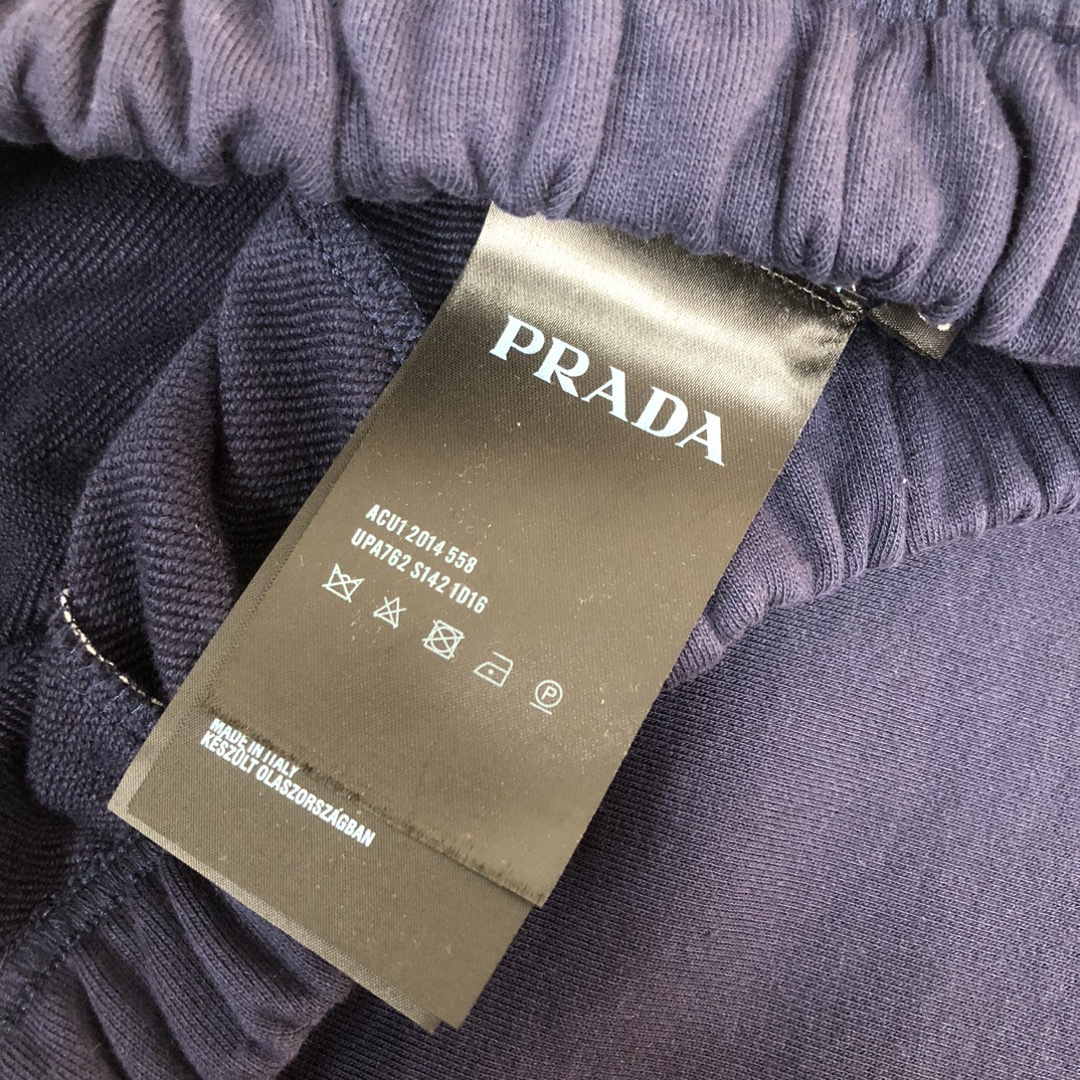 PRADA
ACU1 2014 558
UPA762 S142 1D16
P
MADE IN ITALY
KÉSZÜLT OLASZORSZÁGBAN